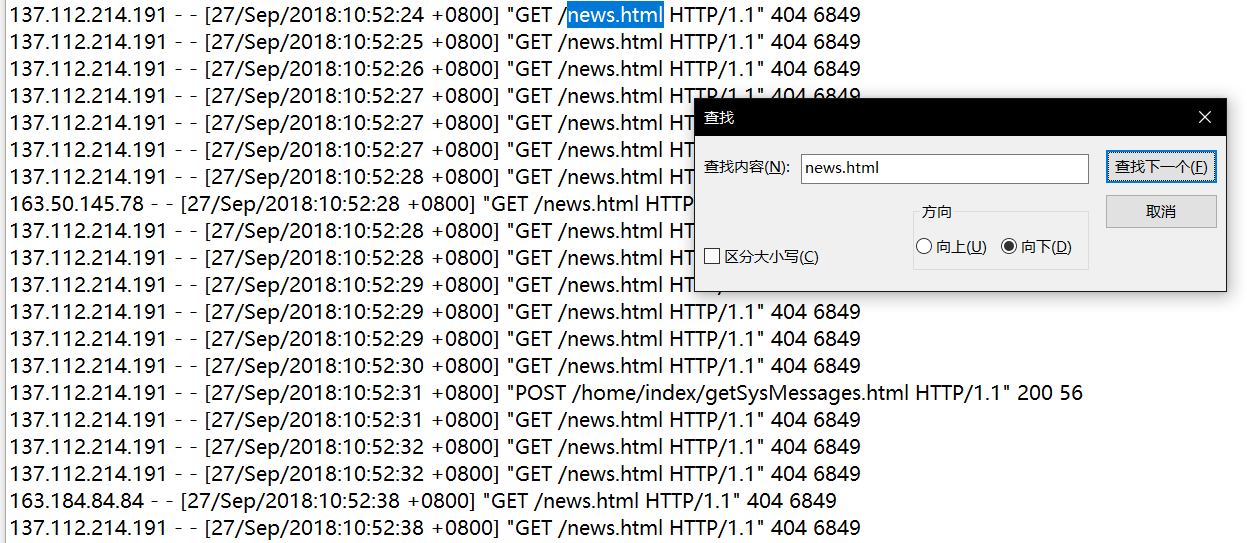 137.112.214.191 - - [27/Sep/2018:10:52:24 +0800] "GET /news.html HTTP/1.1" 404 6849
137.112.214.191 - - [27/Sep/2018:10:52:25 +0800] "GET /news.html HTTP/1.1" 404 6849
137.112.214.191 - - [27/Sep/2018:10:52:26 +0800] "GET /news.html HTTP/1.1" 404 6849
137.112.214.191 - - [27/Sep/2018:10:52:27 +0800] "GET /news.html HTTP/1.1" 404 6849
137.112.214.191 - - [27/Sep/2018:10:52:27 +0800] "GET /news.html
137.112.214.191 - - [27/Sep/2018:10:52:27 +0800] "GET /news.html
137.112.214.191 - - [27/Sep/2018:10:52:28 +0800] "GET /news.html
163.50.145.78 - - [27/Sep/2018:10:52:28 +0800] "GET /news.html HTTP
137.112.214.191 - - [27/Sep/2018:10:52:28 +0800] "GET /news.html
137.112.214.191 - - [27/Sep/2018:10:52:28 +0800] "GET /news.html
137.112.214.191 - - [27/Sep/2018:10:52:29 +0800] "GET /news.html
137.112.214.191 - - [27/Sep/2018:10:52:29 +0800] "GET /news.html HTTP/1.1" 404 6849
137.112.214.191 - - [27/Sep/2018:10:52:29 +0800] "GET /news.html HTTP/1.1" 404 6849
137.112.214.191 - - [27/Sep/2018:10:52:30 +0800] "GET /news.html HTTP/1.1" 404 6849
137.112.214.191 - - [27/Sep/2018:10:52:31 +0800] "POST /home/index/getSysMessages.html HTTP/1.1" 200 56
137.112.214.191 - - [27/Sep/2018:10:52:31 +0800] "GET /news.html HTTP/1.1" 404 6849
137.112.214.191 - - [27/Sep/2018:10:52:32 +0800] "GET /news.html HTTP/1.1" 404 6849
137.112.214.191 - - [27/Sep/2018:10:52:32 +0800] "GET /news.html HTTP/1.1" 404 6849
163.184.84.84 - - [27/Sep/2018:10:52:38 +0800] "GET /news.html HTTP/1.1" 404 6849
137.112.214.191 - - [27/Sep/2018:10:52:38 +0800] "GET /news.html HTTP/1.1" 404 6849
查找
查找内容(N): news.html 查找下一个(F)
取消
方向
向上(U) 向下(D)
区分大小写(C)